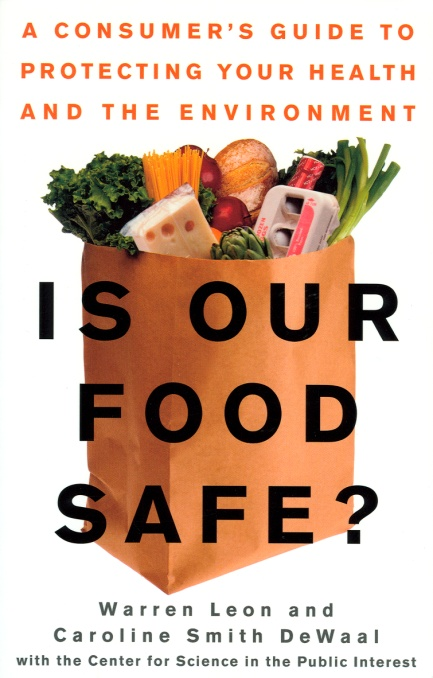 A CONSUMER'S GUIDE TO
PROTECTING YOUR HEALTH
AND THE ENVIRONMENT
IS OUR
FOOD
SAFE?
Warren Leon and
Caroline Smith DeWaal
with the Center for Science in the Public Interest